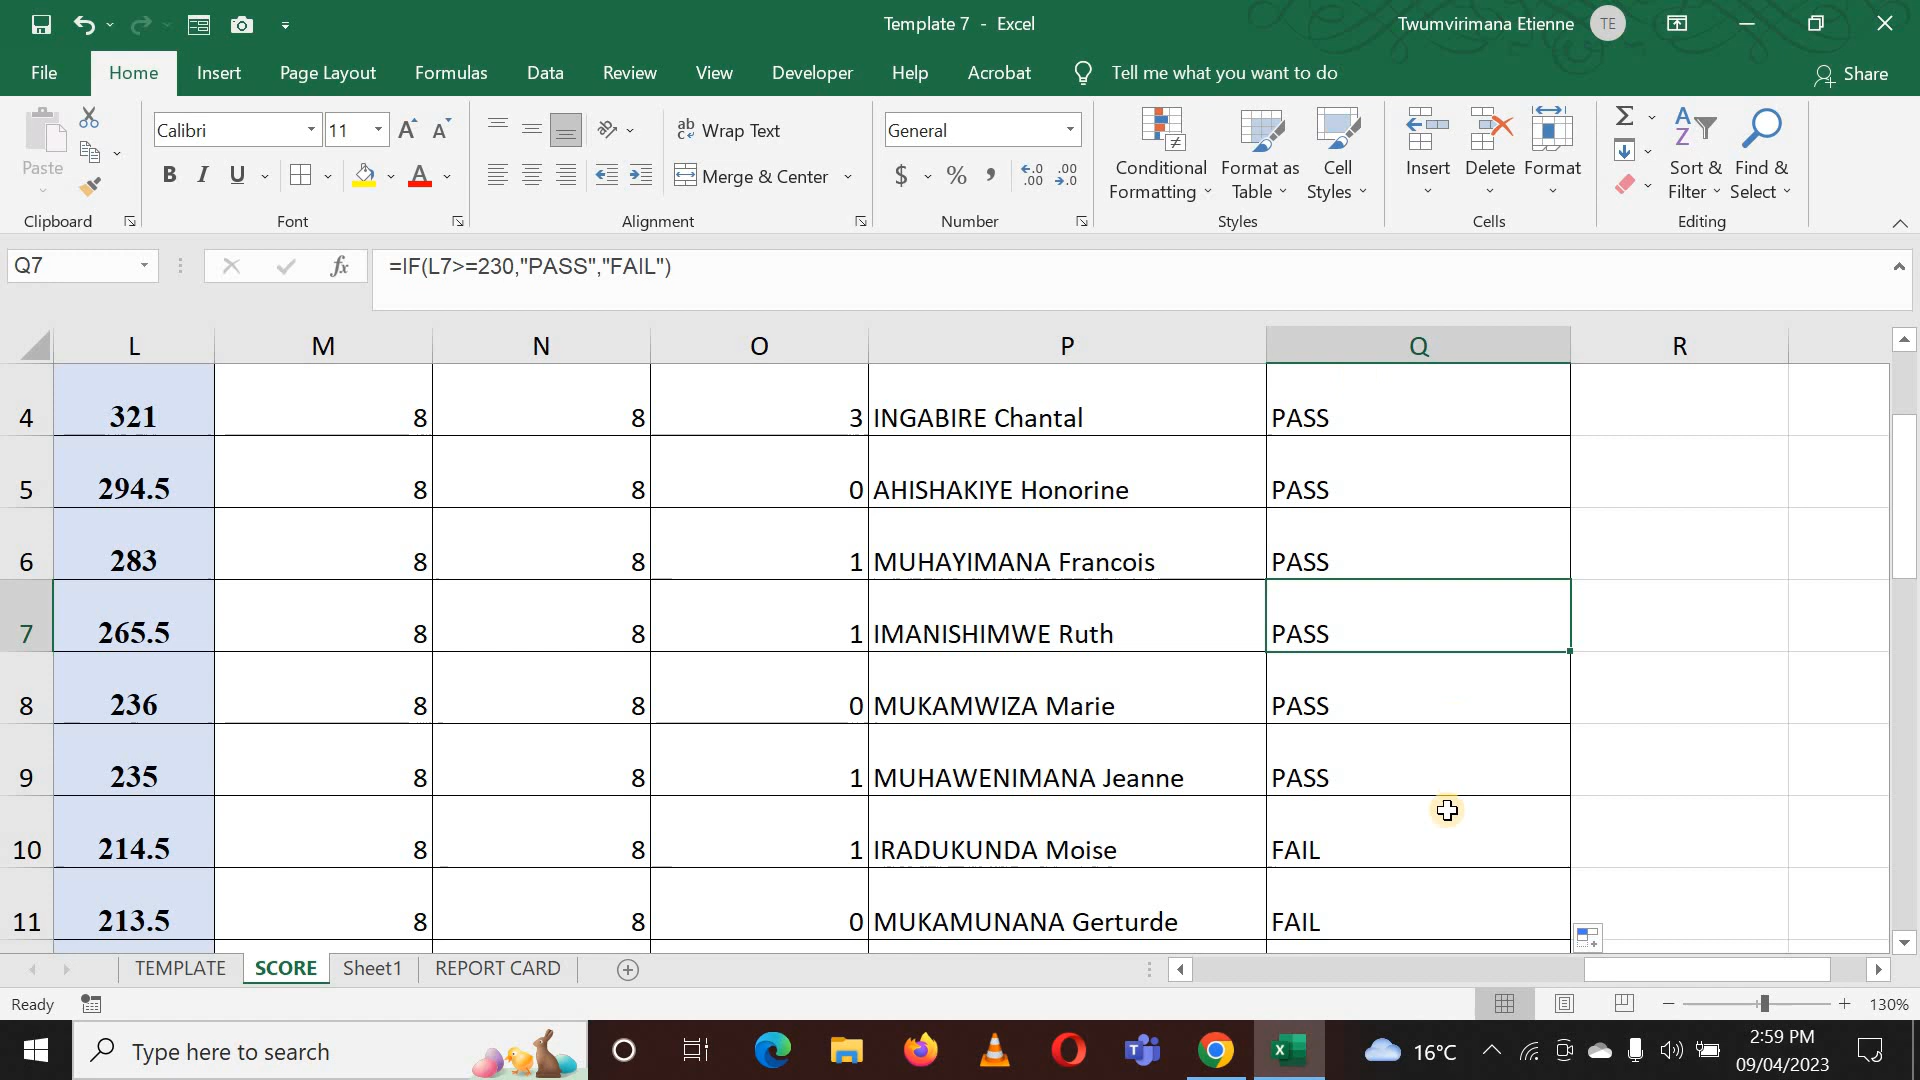 Template 7 - Excel
Twumvirimana Etienne TE
File Home Insert Page Layout Formulas Data Review View Developer Help Acrobat Tell me what you want to do Share
Paste
Clipboard
Calibri 11
B I U A
Font
ab Wrap Text
Merge & Center
Alignment
General
$ % ,
Number
Conditional Formatting
Format as Table
Cell Styles
Styles
Insert Delete Format
Cells
Sort & Filter
Find & Select
Editing
Q7 fx =IF(L7>=230,"PASS","FAIL")
L M N O P Q R
4 321 8 8 3 INGABIRE Chantal PASS
5 294.5 8 8 0 AHISHAKIYE Honorine PASS
6 283 8 8 1 MUHAYIMANA Francois PASS
7 265.5 8 8 1 IMANISHIMWE Ruth PASS
8 236 8 8 0 MUKAMWIZA Marie PASS
9 235 8 8 1 MUHAWENIMANA Jeanne PASS
10 214.5 8 8 1 IRADUKUNDA Moise FAIL
11 213.5 8 8 0 MUKAMUNANA Gerturde FAIL
TEMPLATE SCORE Sheet1 REPORT CARD
Ready 130%
Type here to search
16°C
2:59 PM
09/04/2023